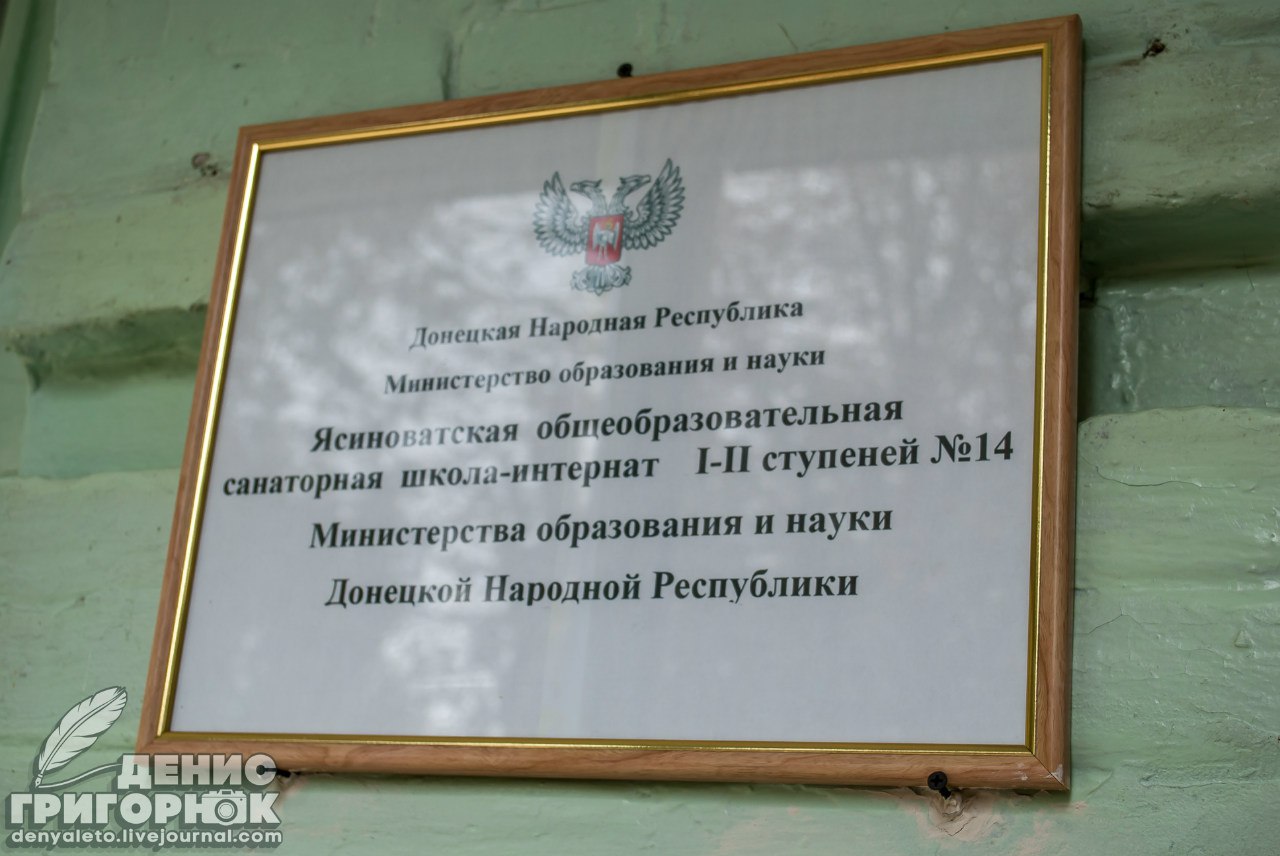 Донецкая Народная Республика
Министерство образования и науки
Ясиноватская общеобразовательная
санаторная школа-интернат I-II ступеней №14
Министерства образования и науки
Донецкой Народной Республики
ДЕНИС
ГРИГОРЮК
denyaleto.livejournal.com